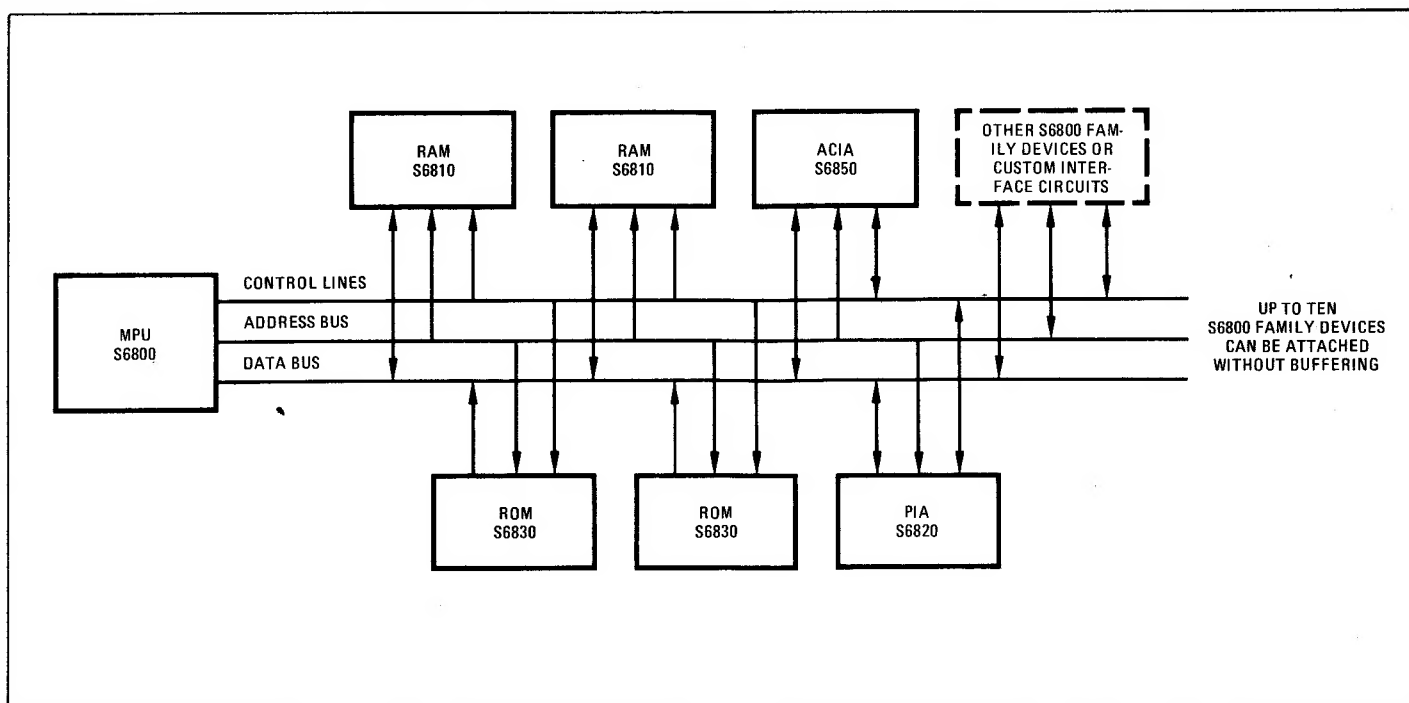 RAM
S6810
RAM
S6810
ACIA
S6850
OTHER S6800 FAM-
ILY DEVICES OR
CUSTOM INTER-
FACE CIRCUITS
MPU
S6800
CONTROL LINES
ADDRESS BUS
DATA BUS
UP TO TEN
S6800 FAMILY DEVICES
CAN BE ATTACHED
WITHOUT BUFFERING
ROM
S6830
ROM
S6830
PIA
S6820